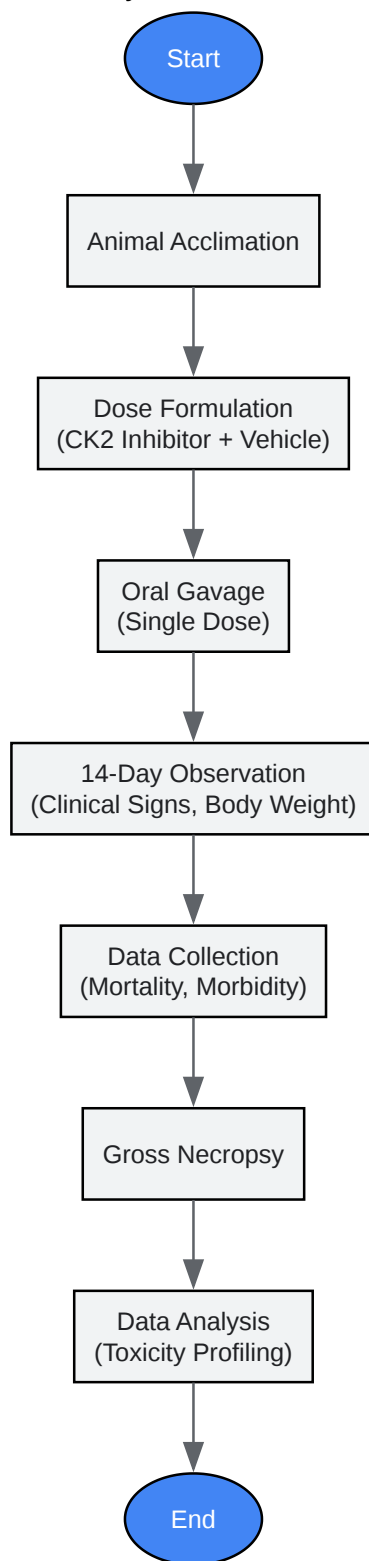 Start
Animal Acclimation
Dose Formulation
(CK2 Inhibitor + Vehicle)
Oral Gavage
(Single Dose)
14-Day Observation
(Clinical Signs, Body Weight)
Data Collection
(Mortality, Morbidity)
Gross Necropsy
Data Analysis
(Toxicity Profiling)
End